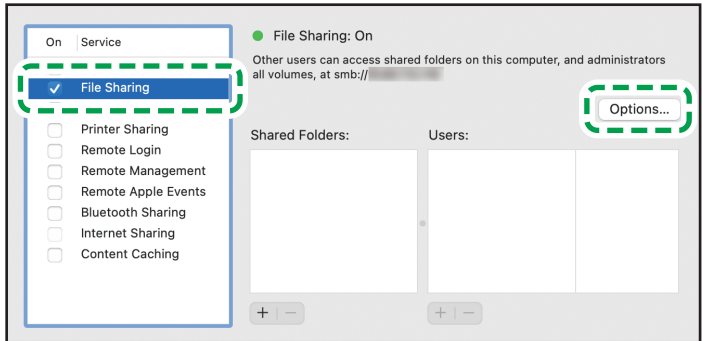 On Service
File Sharing
Printer Sharing
Remote Login
Remote Management
Remote Apple Events
Bluetooth Sharing
Internet Sharing
Content Caching
File Sharing: On
Other users can access shared folders on this computer, and administrators
all volumes, at smb://
Options...
Shared Folders:
Users:
+ −
+ −